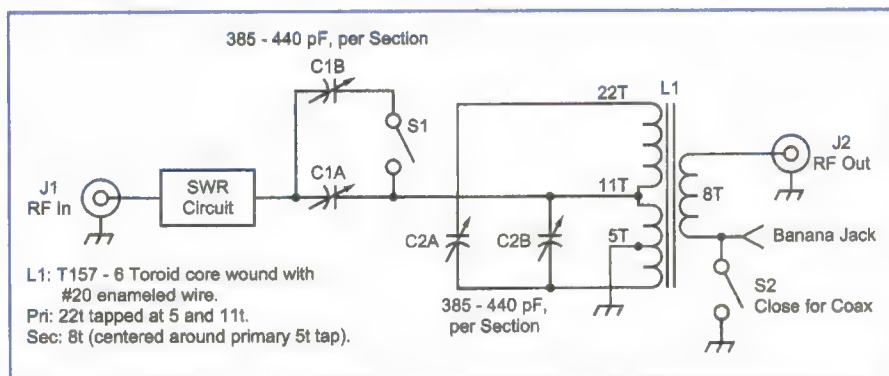 385 - 440 pF, per Section
C1B
22T
L1
S1
J2
RF Out
J1
RF In
SWR
Circuit
C1A
11T
8T
C2A
C2B
5T
Banana Jack
L1: T157 - 6 Toroid core wound with
#20 enameled wire.
Pri: 22t tapped at 5 and 11t.
Sec: 8t (centered around primary 5t tap).
385 - 440 pF,
per Section
S2
Close for Coax